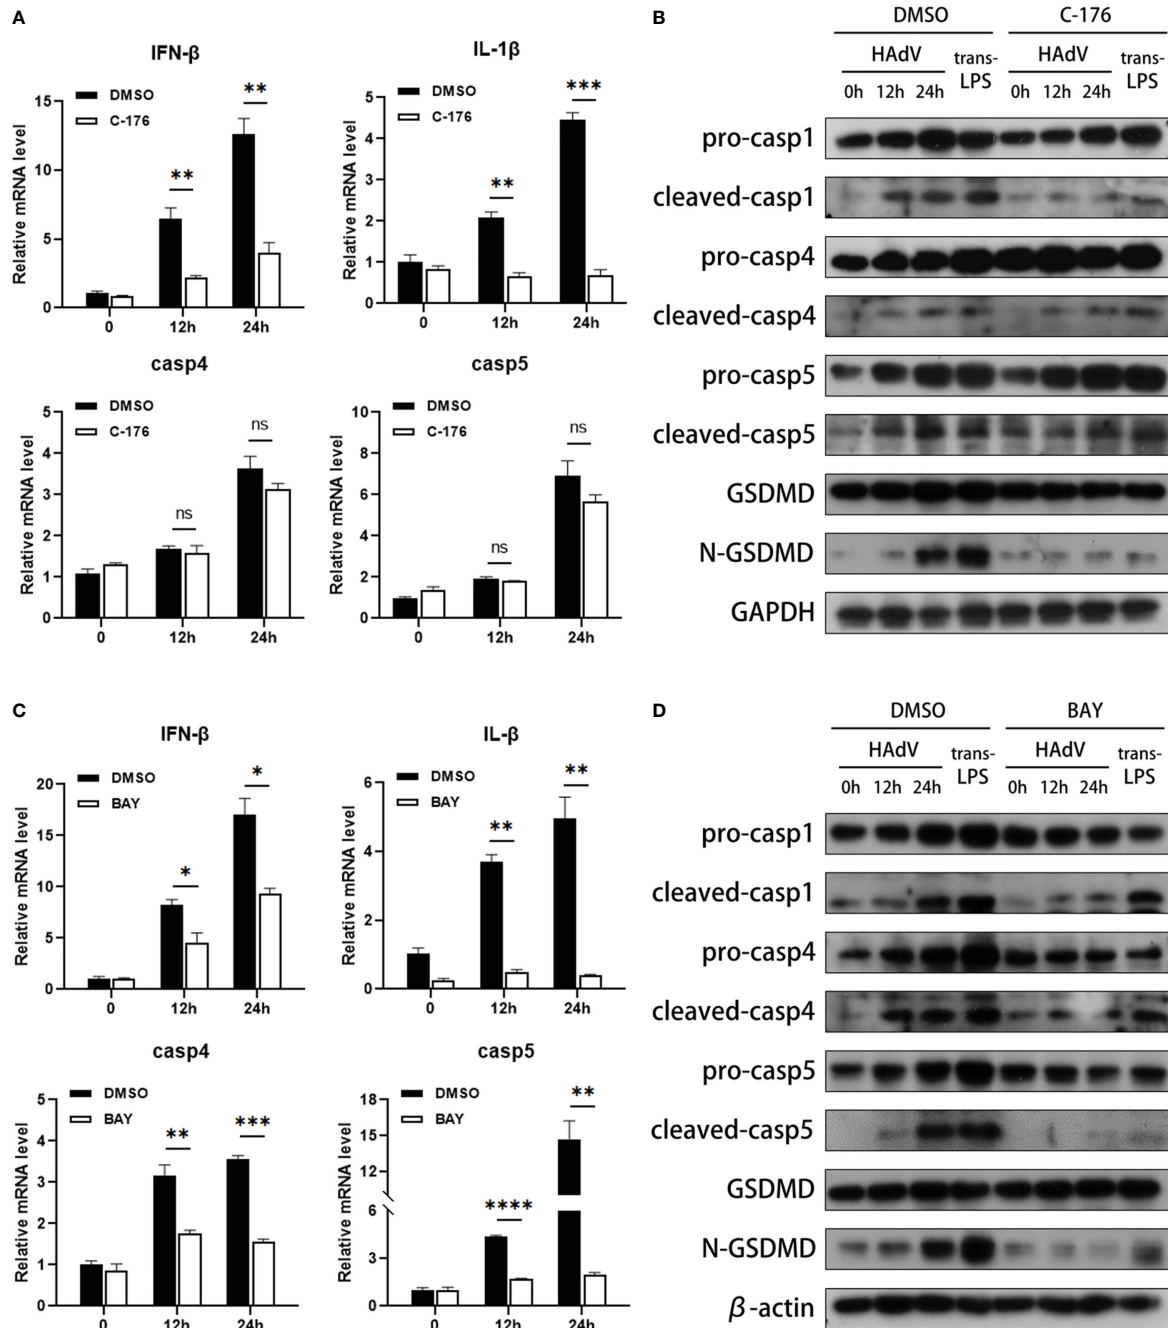 A
IFN-β
DMSO
C-176
Relative mRNA level
15
10
5
0
**
**
0 12h 24h
IL-1β
DMSO
C-176
Relative mRNA level
5
4
3
2
1
0
**
***
0 12h 24h
casp4
DMSO
C-176
Relative mRNA level
5
4
3
2
1
0
ns
ns
0 12h 24h
casp5
DMSO
C-176
Relative mRNA level
10
8
6
4
2
0
ns
ns
0 12h 24h
B
DMSO C-176
HAdV trans-LPS HAdV trans-LPS
0h 12h 24h 0h 12h 24h
pro-casp1
cleaved-casp1
pro-casp4
cleaved-casp4
pro-casp5
cleaved-casp5
GSDMD
N-GSDMD
GAPDH
C
IFN-β
DMSO
BAY
Relative mRNA level
20
15
10
5
0
*
*
0 12h 24h
IL-β
DMSO
BAY
Relative mRNA level
6
4
2
0
**
**
0 12h 24h
casp4
DMSO
BAY
Relative mRNA level
5
4
3
2
1
0
**
***
0 12h 24h
casp5
DMSO
BAY
Relative mRNA level
18
15
12
6
3
0
****
**
0 12h 24h
D
DMSO BAY
HAdV trans-LPS HAdV trans-LPS
0h 12h 24h 0h 12h 24h
pro-casp1
cleaved-casp1
pro-casp4
cleaved-casp4
pro-casp5
cleaved-casp5
GSDMD
N-GSDMD
β-actin